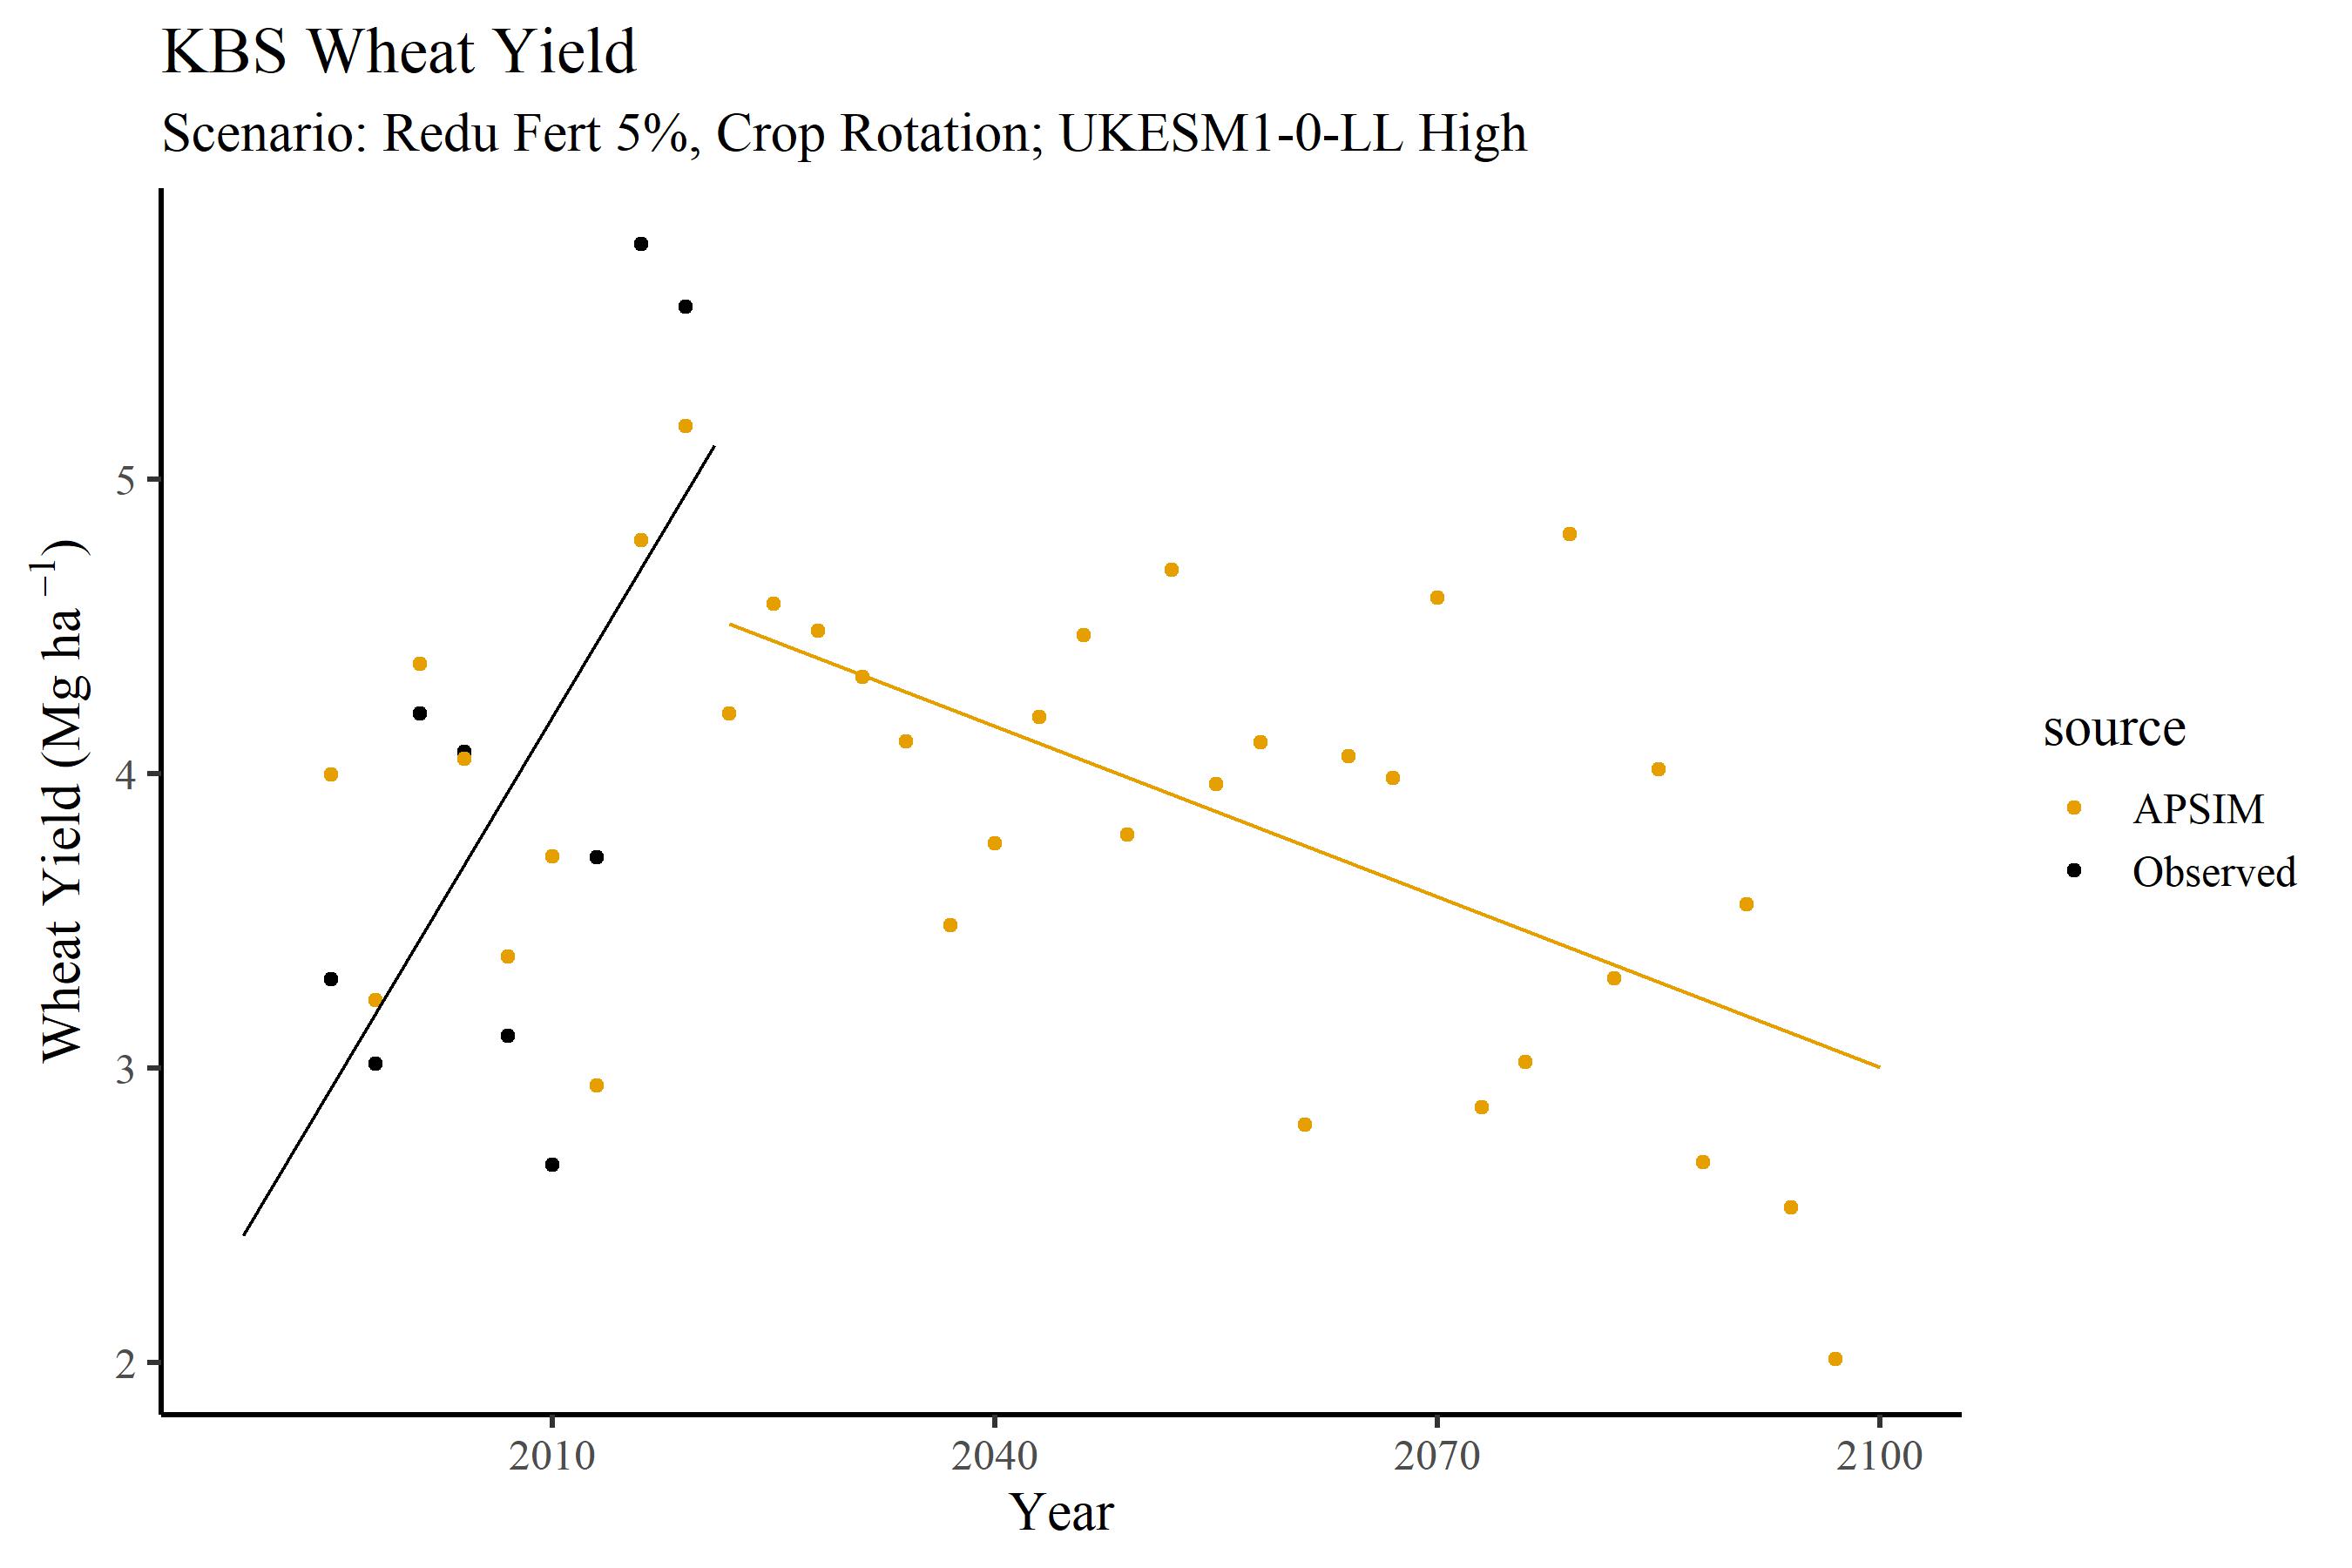 KBS Wheat Yield
Scenario: Redu Fert 5%, Crop Rotation; UKESM1-0-LL High
Wheat Yield (Mg ha⁻¹)
5
4
3
2
2010 2040 2070 2100
Year
source
APSIM
Observed